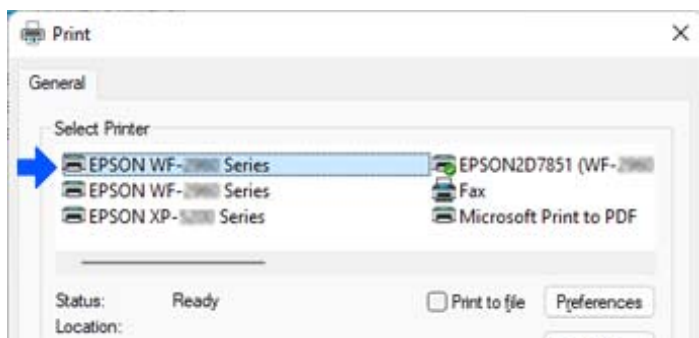 Print
General
Select Printer
EPSON WF- Series
EPSON WF- Series
EPSON XP- Series
EPSON2D7851 (WF-
Fax
Microsoft Print to PDF
Status: Ready
Print to file
Preferences
Location: